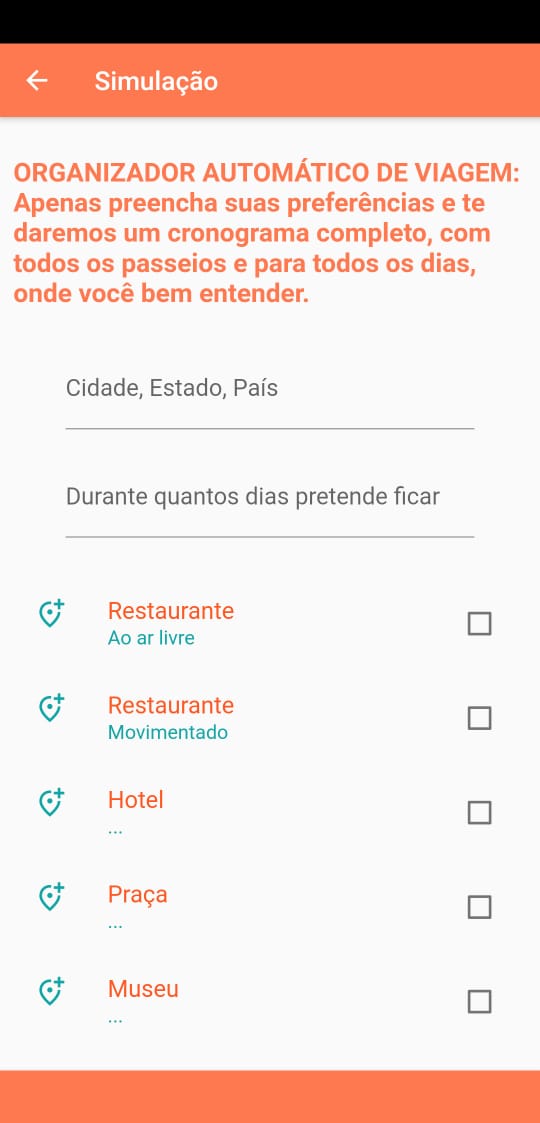 Simulação
ORGANIZADOR AUTOMÁTICO DE VIAGEM:
Apenas preencha suas preferências e te
daremos um cronograma completo, com
todos os passeios e para todos os dias,
onde você bem entender.
Cidade, Estado, País
Durante quantos dias pretende ficar
Restaurante
Ao ar livre
Restaurante
Movimentado
Hotel
...
Praça
...
Museu
...